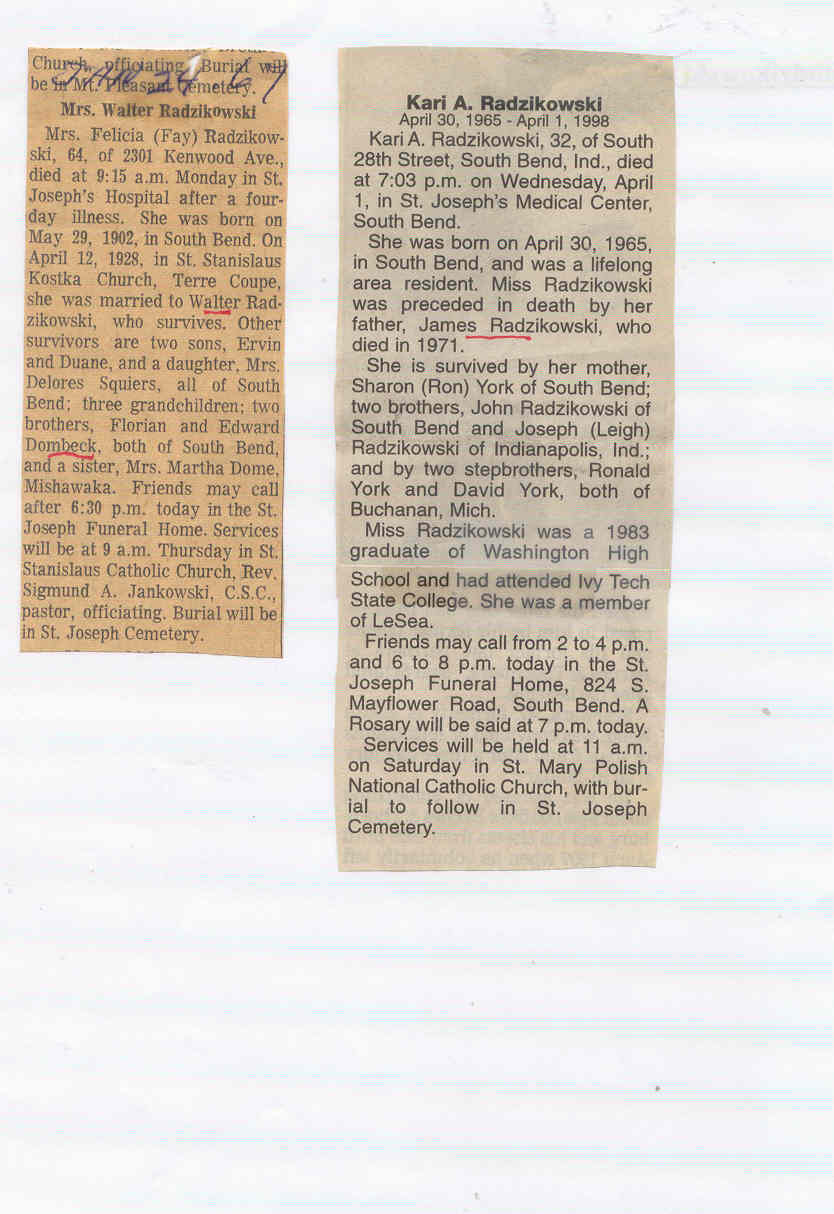 Church, officiating. Burial will
be in Mt. Pleasant Cemetery.
JAN. 24. 67
Mrs. Walter Radzikowski
Mrs. Felicia (Fay) Radzikow-
ski, 64, of 2301 Kenwood Ave.,
died at 9:15 a.m. Monday in St.
Joseph's Hospital after a four-
day illness. She was born on
May 29, 1902, in South Bend. On
April 12, 1928, in St. Stanislaus
Kostka Church, Terre Coupe,
she was married to Walter Rad-
zikowski, who survives. Other
survivors are two sons, Ervin
and Duane, and a daughter, Mrs.
Delores Squiers, all of South
Bend; three grandchildren; two
brothers, Florian and Edward
Dombeck, both of South Bend,
and a sister, Mrs. Martha Dome,
Mishawaka. Friends may call
after 6:30 p.m. today in the St.
Joseph Funeral Home. Services
will be at 9 a.m. Thursday in St.
Stanislaus Catholic Church, Rev.
Sigmund A. Jankowski, C.S.C.,
pastor, officiating. Burial will be
in St. Joseph Cemetery.
Kari A. Radzikowski
April 30, 1965 - April 1, 1998
Kari A. Radzikowski, 32, of South
28th Street, South Bend, Ind., died
at 7:03 p.m. on Wednesday, April
1, in St. Joseph's Medical Center,
South Bend.
She was born on April 30, 1965,
in South Bend, and was a lifelong
area resident. Miss Radzikowski
was preceded in death by her
father, James Radzikowski, who
died in 1971.
She is survived by her mother,
Sharon (Ron) York of South Bend;
two brothers, John Radzikowski of
South Bend and Joseph (Leigh)
Radzikowski of Indianapolis, Ind.;
and by two stepbrothers, Ronald
York and David York, both of
Buchanan, Mich.
Miss Radzikowski was a 1983
graduate of Washington High
School and had attended Ivy Tech
State College. She was a member
of LeSea.
Friends may call from 2 to 4 p.m.
and 6 to 8 p.m. today in the St.
Joseph Funeral Home, 824 S.
Mayflower Road, South Bend. A
Rosary will be said at 7 p.m. today.
Services will be held at 11 a.m.
on Saturday in St. Mary Polish
National Catholic Church, with bur-
ial to follow in St. Joseph
Cemetery.